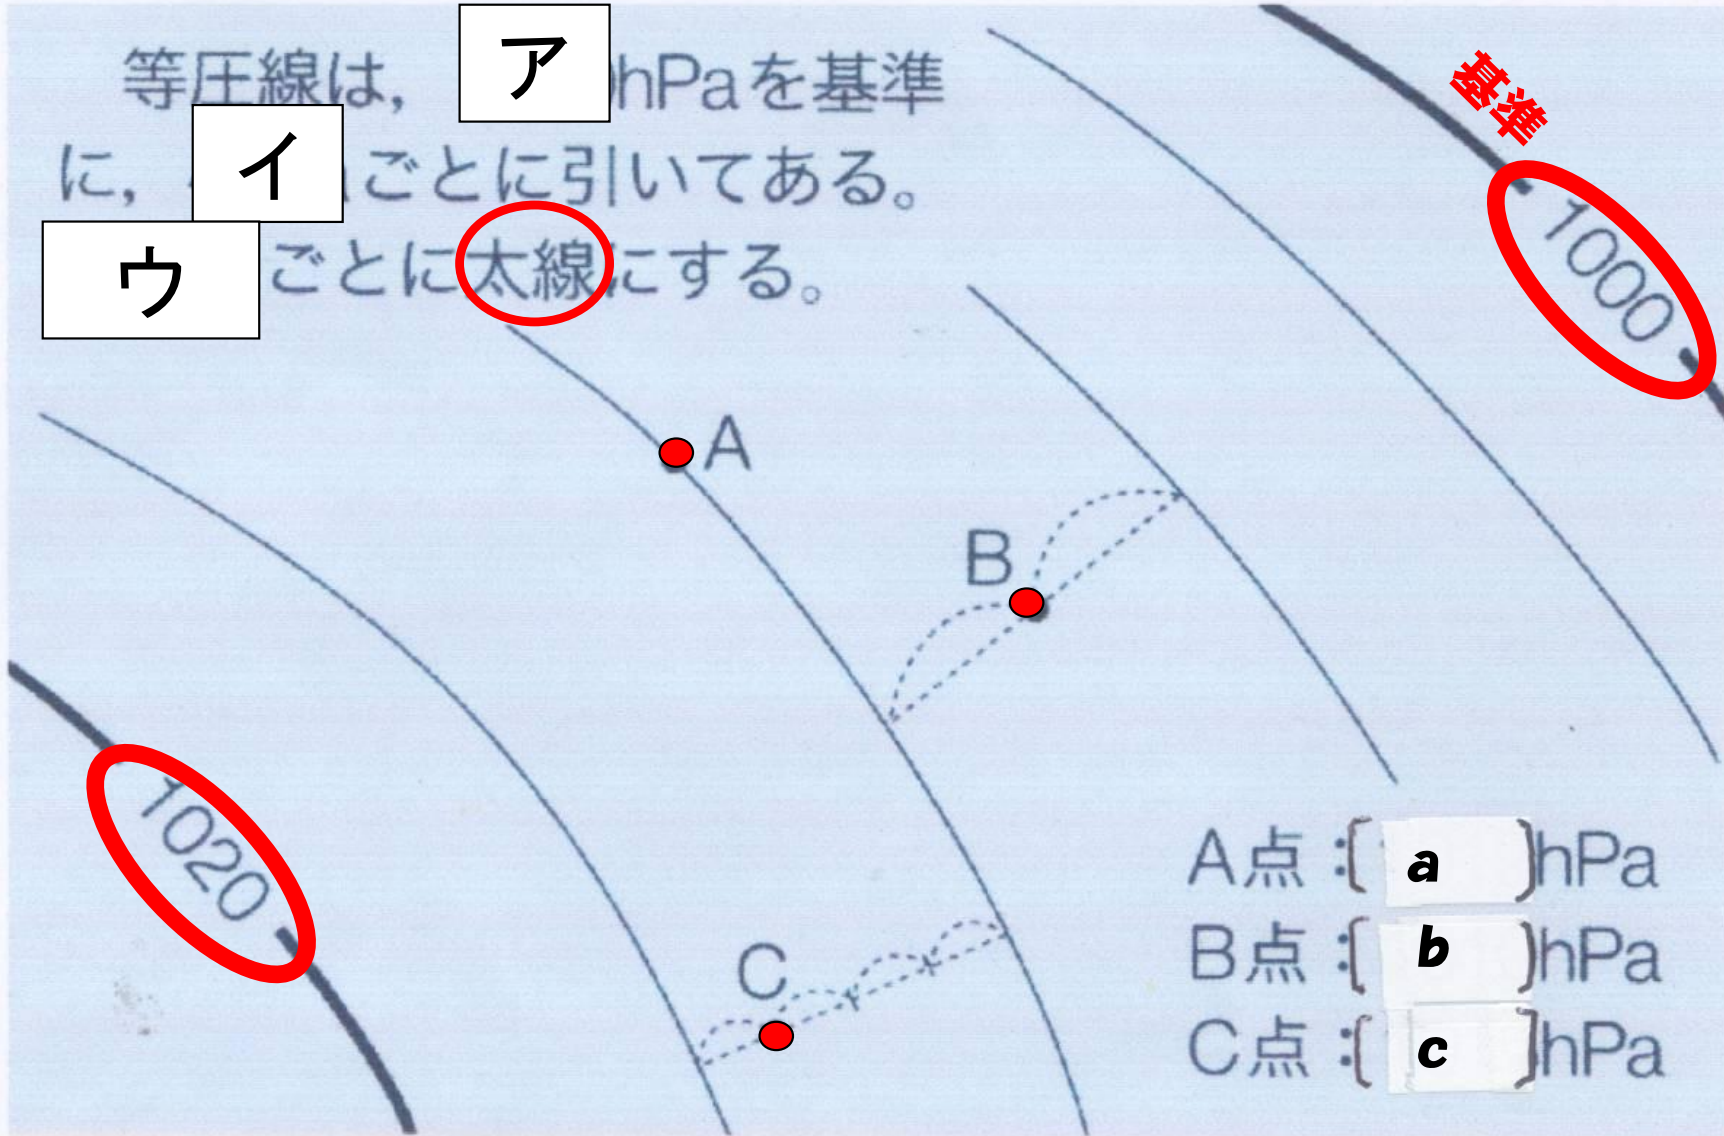 等圧線は, ア hPaを基準
に, イ ごとに引いてある。
ウ ごとに太線にする。
基準
1000
A
B
1020
C
A点:( a )hPa
B点:( b )hPa
C点:( c )hPa